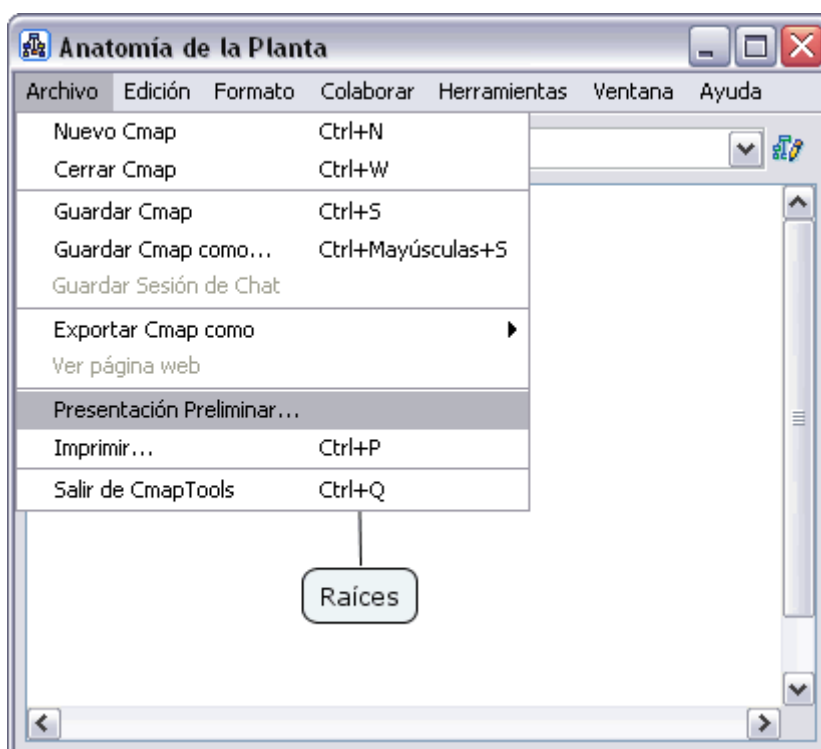 Anatomía de la Planta
Archivo Edición Formato Colaborar Herramientas Ventana Ayuda
Nuevo Cmap Ctrl+N
Cerrar Cmap Ctrl+W
Guardar Cmap Ctrl+S
Guardar Cmap como... Ctrl+Mayúsculas+S
Guardar Sesión de Chat
Exportar Cmap como
Ver página web
Presentación Preliminar...
Imprimir... Ctrl+P
Salir de CmapTools Ctrl+Q
Raíces